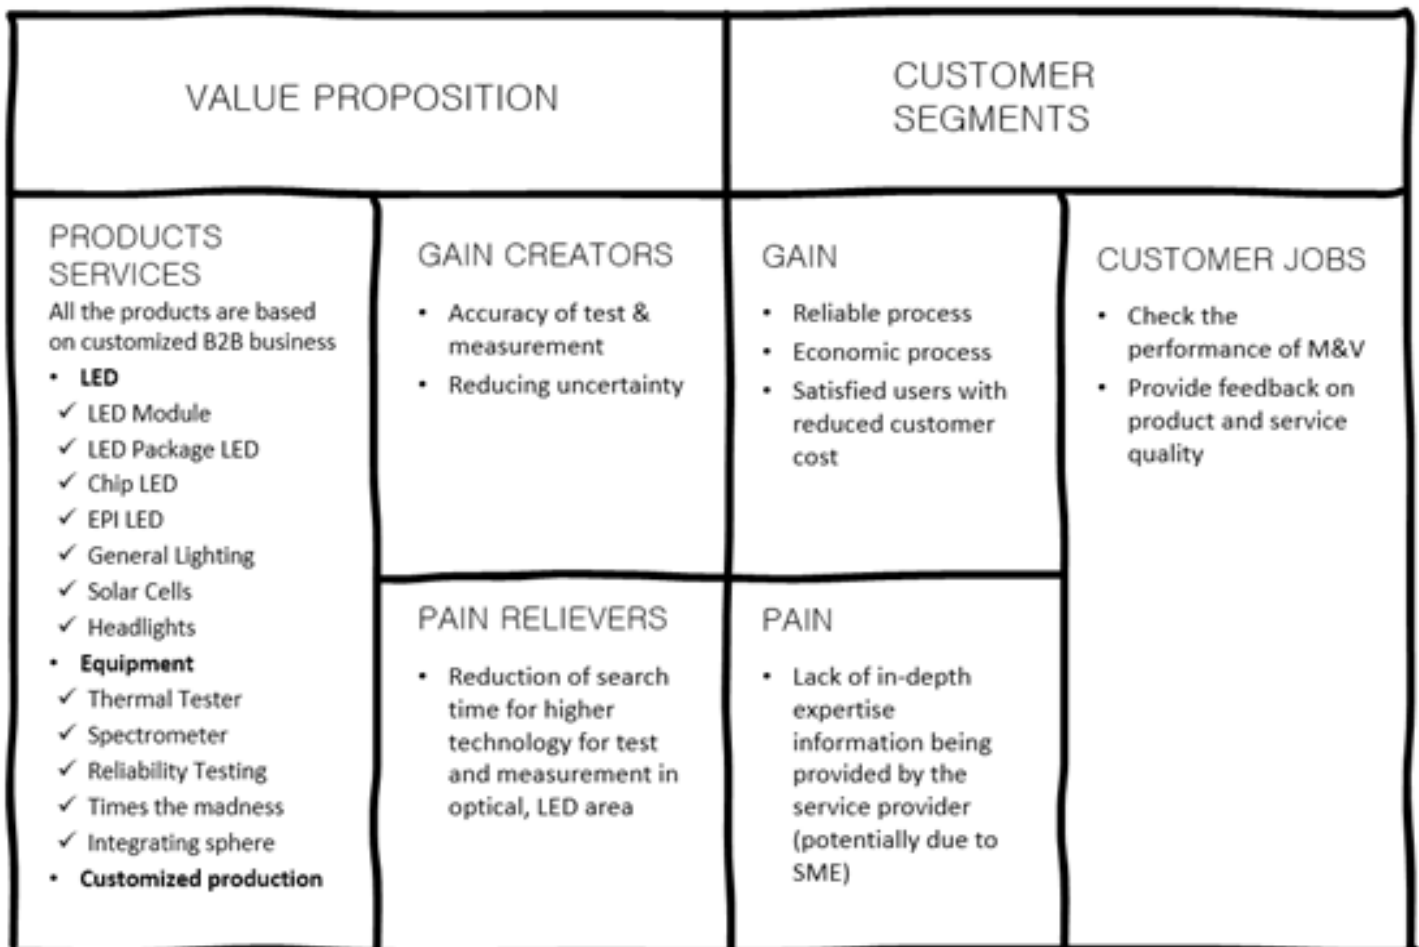 VALUE PROPOSITION
CUSTOMER
SEGMENTS
PRODUCTS
SERVICES
All the products are based
on customized B2B business
• LED
✓ LED Module
✓ LED Package LED
✓ Chip LED
✓ EPI LED
✓ General Lighting
✓ Solar Cells
✓ Headlights
• Equipment
✓ Thermal Tester
✓ Spectrometer
✓ Reliability Testing
✓ Times the madness
✓ Integrating sphere
• Customized production
GAIN CREATORS
• Accuracy of test &
measurement
• Reducing uncertainty
PAIN RELIEVERS
• Reduction of search
time for higher
technology for test
and measurement in
optical, LED area
GAIN
• Reliable process
• Economic process
• Satisfied users with
reduced customer
cost
PAIN
• Lack of in-depth
expertise
information being
provided by the
service provider
(potentially due to
SME)
CUSTOMER JOBS
• Check the
performance of M&V
• Provide feedback on
product and service
quality